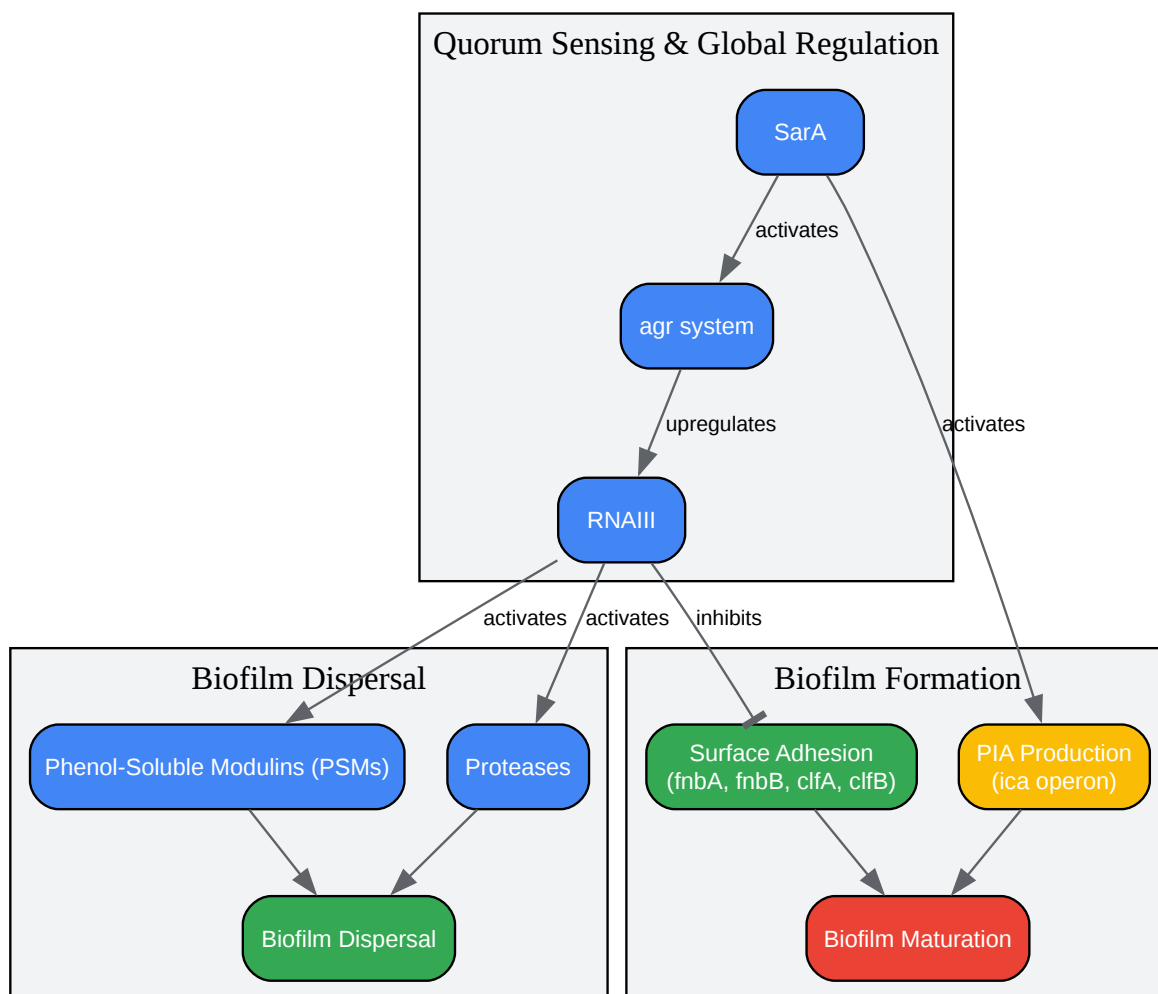 Quorum Sensing & Global Regulation
SarA
activates
agr system
upregulates
activates
RNAIII
activates
activates
inhibits
Biofilm Dispersal
Biofilm Formation
Phenol-Soluble Modulins (PSMs)
Proteases
Surface Adhesion
(fnbA, fnbB, clfA, clfB)
PIA Production
(ica operon)
Biofilm Dispersal
Biofilm Maturation